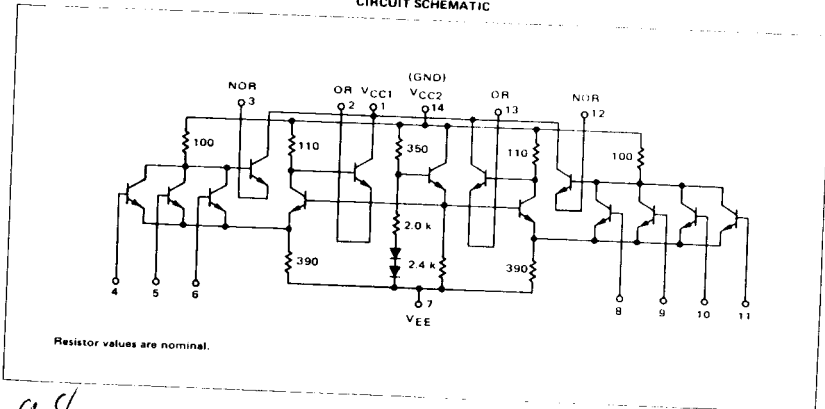 CIRCUIT SCHEMATIC
(GND)
NOR OR VCC1 VCC2 OR NOR
3 2 1 14 13 12
100 110 350 110 100
2.0 k
390 2.4 k 390
4 5 6 7 8 9 10 11
VEE
Resistor values are nominal.